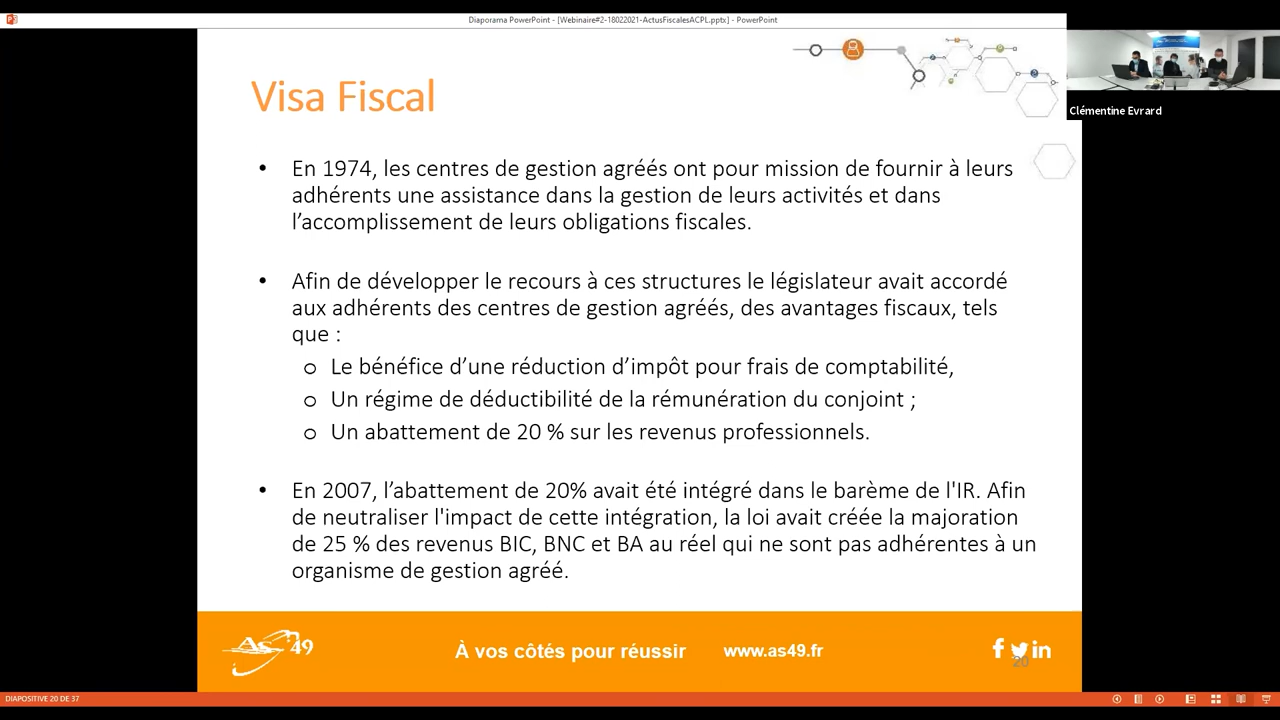 Diaporama PowerPoint - [Webinaire#2-18022021-ActusFiscalesACPL.pptx] - PowerPoint
Clémentine Evrard
Visa Fiscal
• En 1974, les centres de gestion agréés ont pour mission de fournir à leurs
adhérents une assistance dans la gestion de leurs activités et dans
l’accomplissement de leurs obligations fiscales.
• Afin de développer le recours à ces structures le législateur avait accordé
aux adhérents des centres de gestion agréés, des avantages fiscaux, tels
que :
o Le bénéfice d’une réduction d’impôt pour frais de comptabilité,
o Un régime de déductibilité de la rémunération du conjoint ;
o Un abattement de 20 % sur les revenus professionnels.
• En 2007, l’abattement de 20% avait été intégré dans le barème de l'IR. Afin
de neutraliser l'impact de cette intégration, la loi avait créée la majoration
de 25 % des revenus BIC, BNC et BA au réel qui ne sont pas adhérentes à un
organisme de gestion agréé.
As 49
À vos côtés pour réussir
www.as49.fr
20
DIAPOSITIVE 20 DE 37